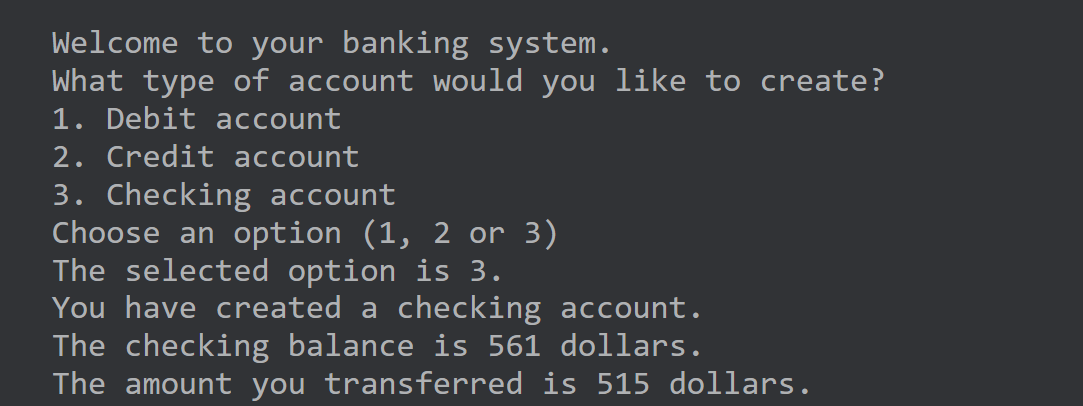 Welcome to your banking system.
What type of account would you like to create?
1. Debit account
2. Credit account
3. Checking account
Choose an option (1, 2 or 3)
The selected option is 3.
You have created a checking account.
The checking balance is 561 dollars.
The amount you transferred is 515 dollars.